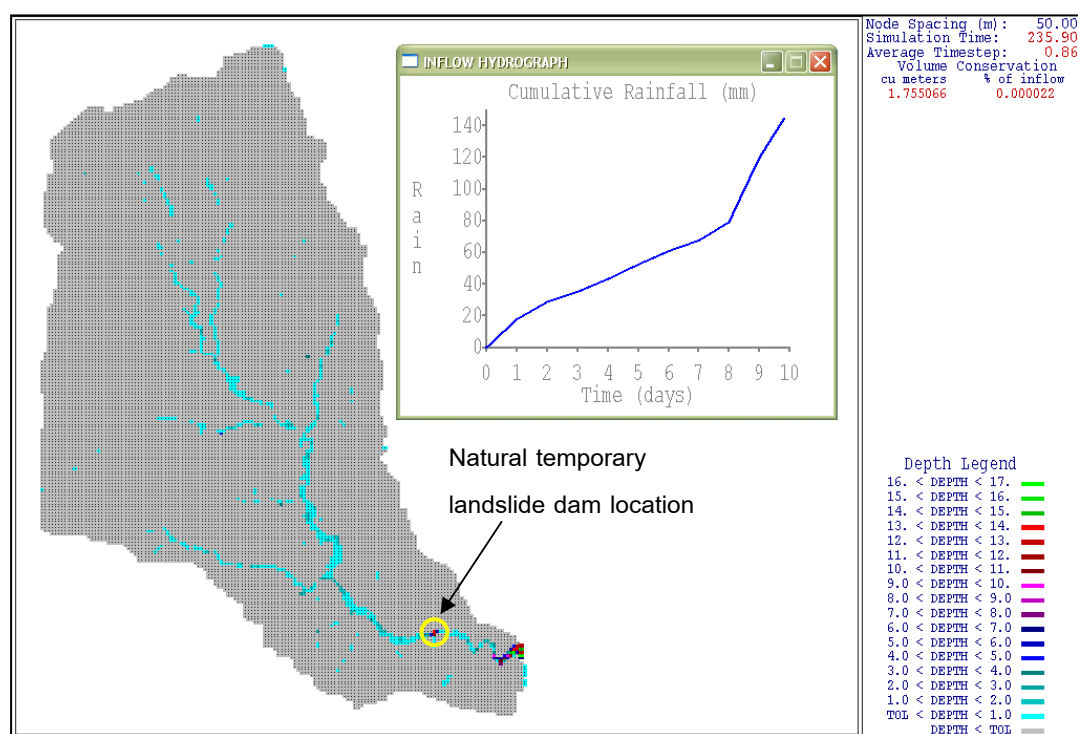 Node Spacing (m): 50.00
Simulation Time: 235.90
Average Timestep: 0.86
Volume Conservation
cu meters % of inflow
1.755066 0.000022
INFLOW HYDROGRAPH
Cumulative Rainfall (mm)
140
120
100
80
60
40
20
0
Rain
0 1 2 3 4 5 6 7 8 9 10
Time (days)
Natural temporary
landslide dam location
Depth Legend
16. < DEPTH < 17.
15. < DEPTH < 16.
14. < DEPTH < 15.
13. < DEPTH < 14.
12. < DEPTH < 13.
11. < DEPTH < 12.
10. < DEPTH < 11.
9.0 < DEPTH < 10.
8.0 < DEPTH < 9.0
7.0 < DEPTH < 8.0
6.0 < DEPTH < 7.0
5.0 < DEPTH < 6.0
4.0 < DEPTH < 5.0
3.0 < DEPTH < 4.0
2.0 < DEPTH < 3.0
1.0 < DEPTH < 2.0
TOL < DEPTH < 1.0
DEPTH < TOL